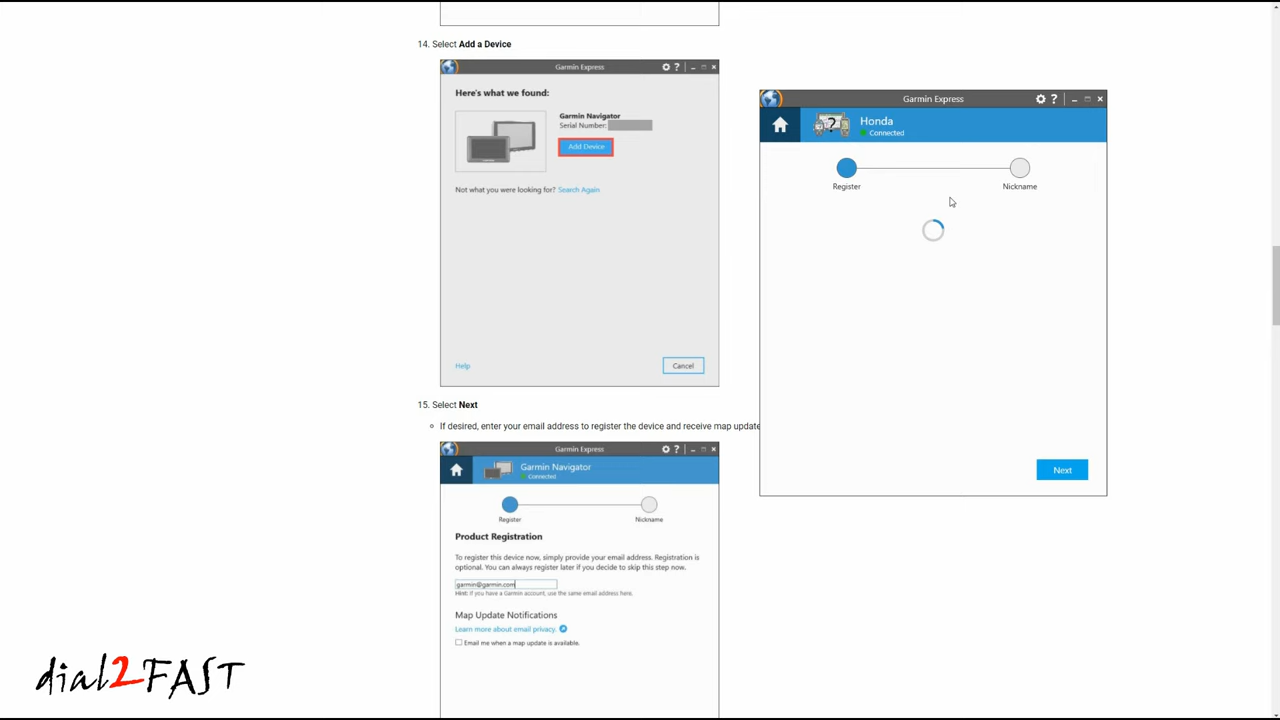 14. Select Add a Device
Garmin Express
?
Here's what we found:
Garmin Navigator
Serial Number:
Add Device
Not what you were looking for? Search Again
Help
Cancel
15. Select Next
If desired, enter your email address to register the device and receive map update
Garmin Express
?
Garmin Navigator
Connected
Register
Nickname
Product Registration
To register this device now, simply provide your email address. Registration is
optional. You can always register later if you decide to skip this step now.
garmin@garmin.com
Hint: If you have a Garmin account, use the same email address here.
Map Update Notifications
Learn more about email privacy.
Email me when a map update is available.
Garmin Express
?
?
Honda
Connected
Register
Nickname
Next
dial2FAST